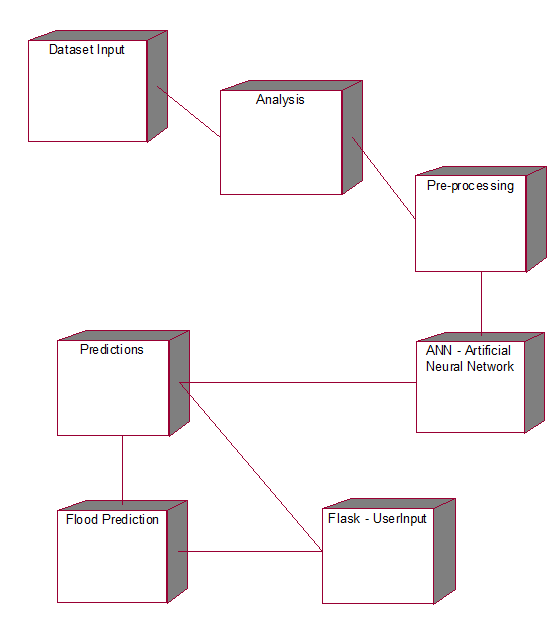 Dataset Input
Analysis
Pre-processing
Predictions
ANN - Artificial
Neural Network
Flood Prediction
Flask - UserInput